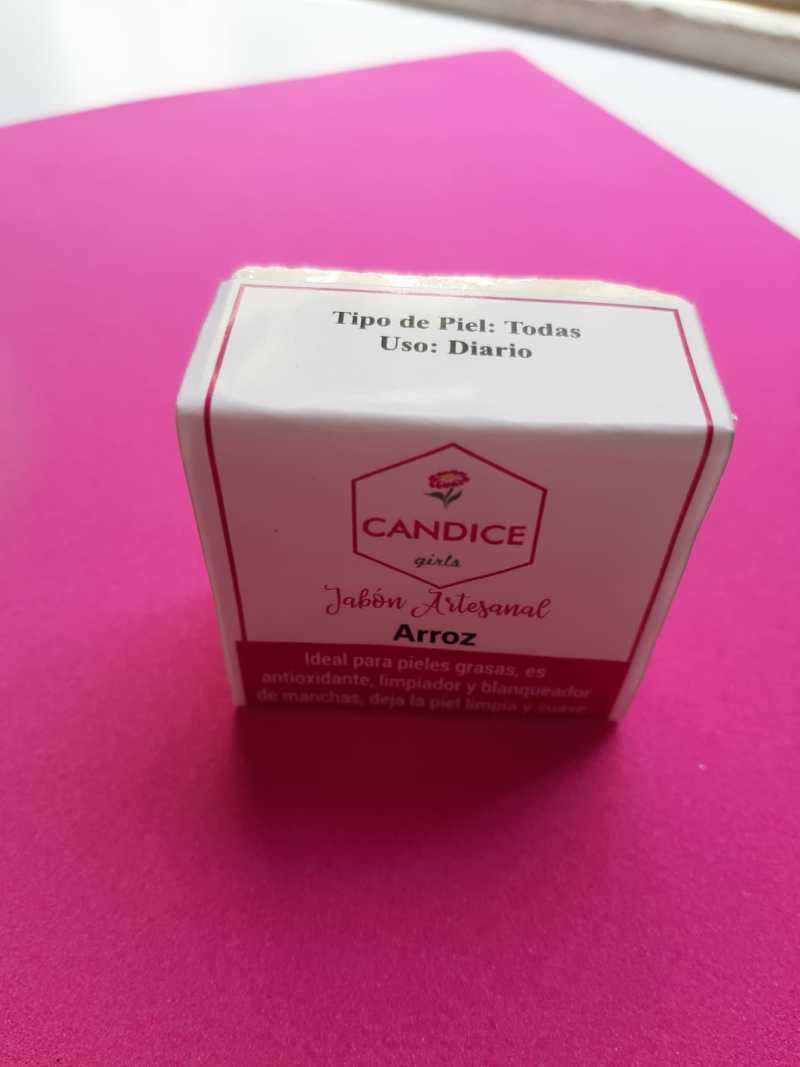 Tipo de Piel: Todas
Uso: Diario
CANDICE
girls
Jabón Artesanal
Arroz
Ideal para pieles grasas, es
antioxidante, limpiador y blanqueador
de manchas, deja la piel limpia y suave